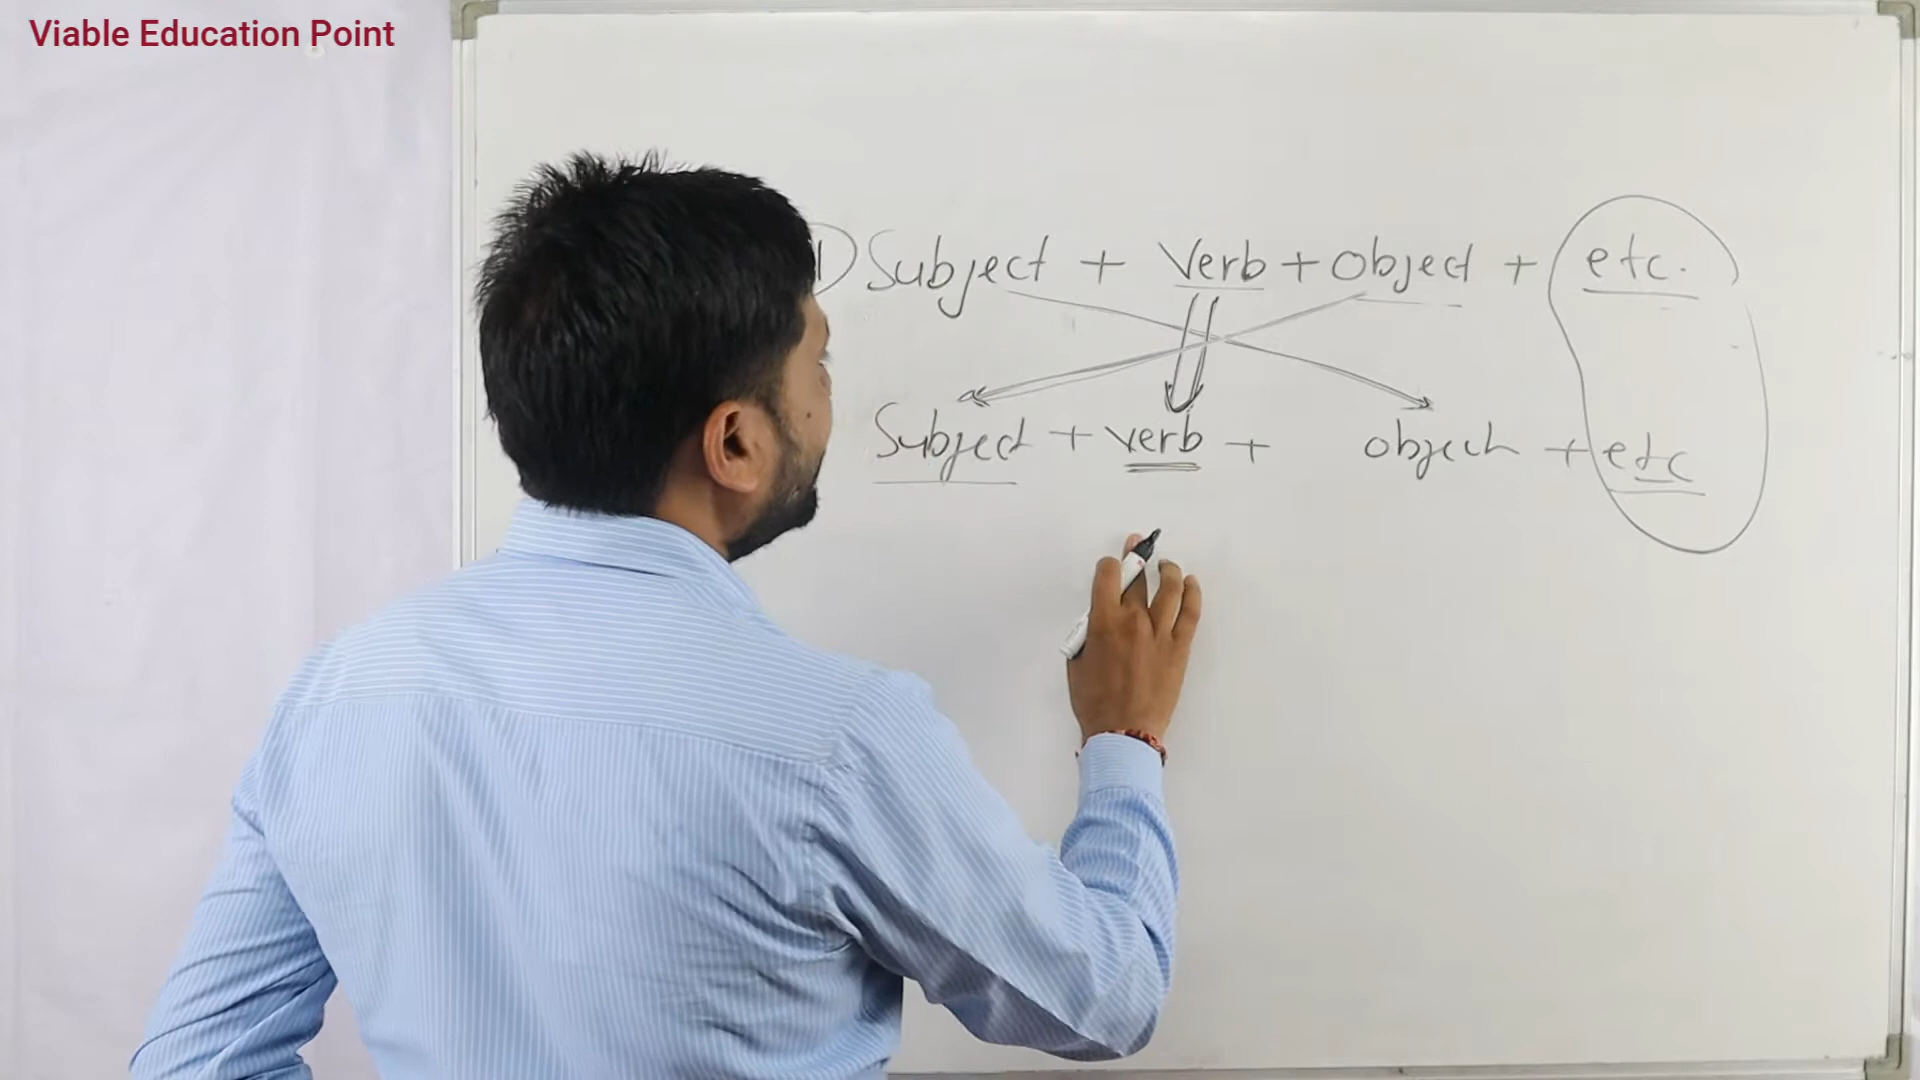 Viable Education Point
1) Subject + Verb + object + etc.
Subject + verb + object + etc